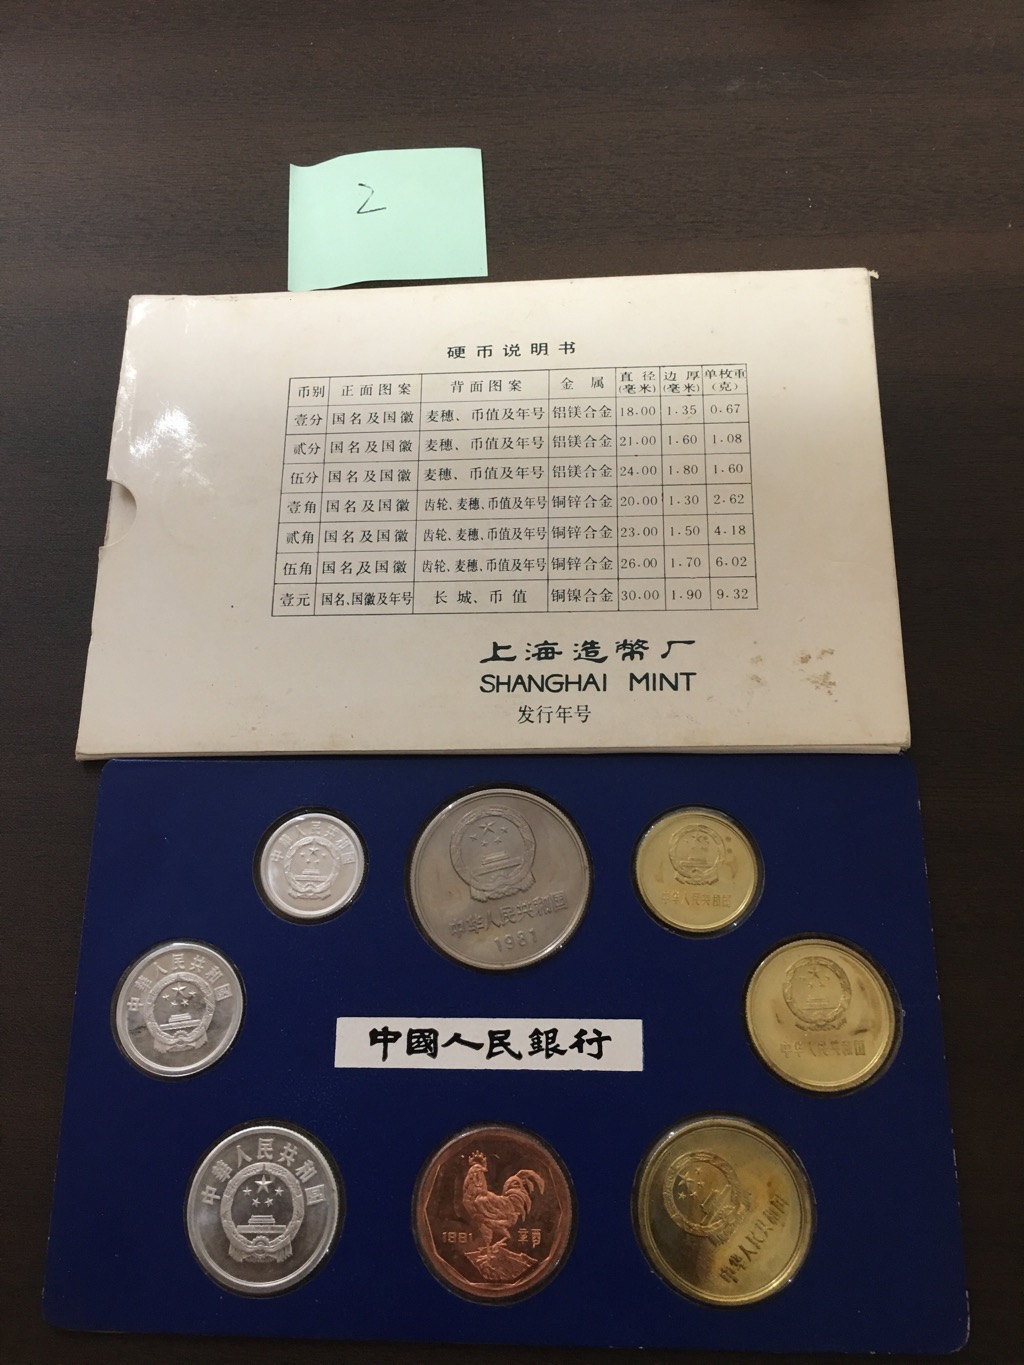 2
硬币说明书
币别 正面图案 背面图案 金属 直径(毫米) 边厚(毫米) 单枚重(克)
壹分 国名及国徽 麦穗、币值及年号 铝镁合金 18.00 1.35 0.67
贰分 国名及国徽 麦穗、币值及年号 铝镁合金 21.00 1.60 1.08
伍分 国名及国徽 麦穗、币值及年号 铝镁合金 24.00 1.80 1.60
壹角 国名及国徽 齿轮、麦穗、币值及年号 铜锌合金 20.00 1.30 2.62
贰角 国名及国徽 齿轮、麦穗、币值及年号 铜锌合金 23.00 1.50 4.18
伍角 国名及国徽 齿轮、麦穗、币值及年号 铜锌合金 26.00 1.70 6.02
壹元 国名、国徽及年号 长城、币值 铜镍合金 30.00 1.90 9.32
上海造幣厂
SHANGHAI MINT
发行年号
中华人民共和国
中华人民共和国
1981
中华人民共和国
中华人民共和国
中國人民銀行
中华人民共和国
中华人民共和国
1981 辛酉
中华人民共和国